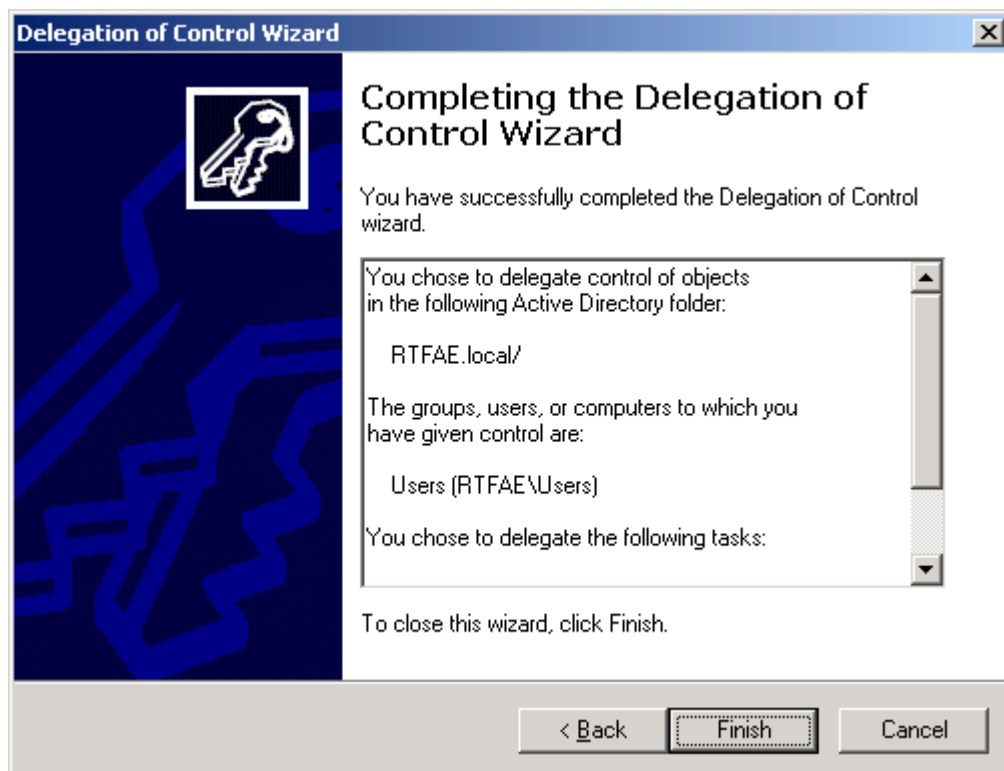 Delegation of Control Wizard
Completing the Delegation of
Control Wizard
You have successfully completed the Delegation of Control
wizard.
You chose to delegate control of objects
in the following Active Directory folder:
RTFAE.local/
The groups, users, or computers to which you
have given control are:
Users (RTFAE\Users)
You chose to delegate the following tasks:
To close this wizard, click Finish.
< Back
Finish
Cancel